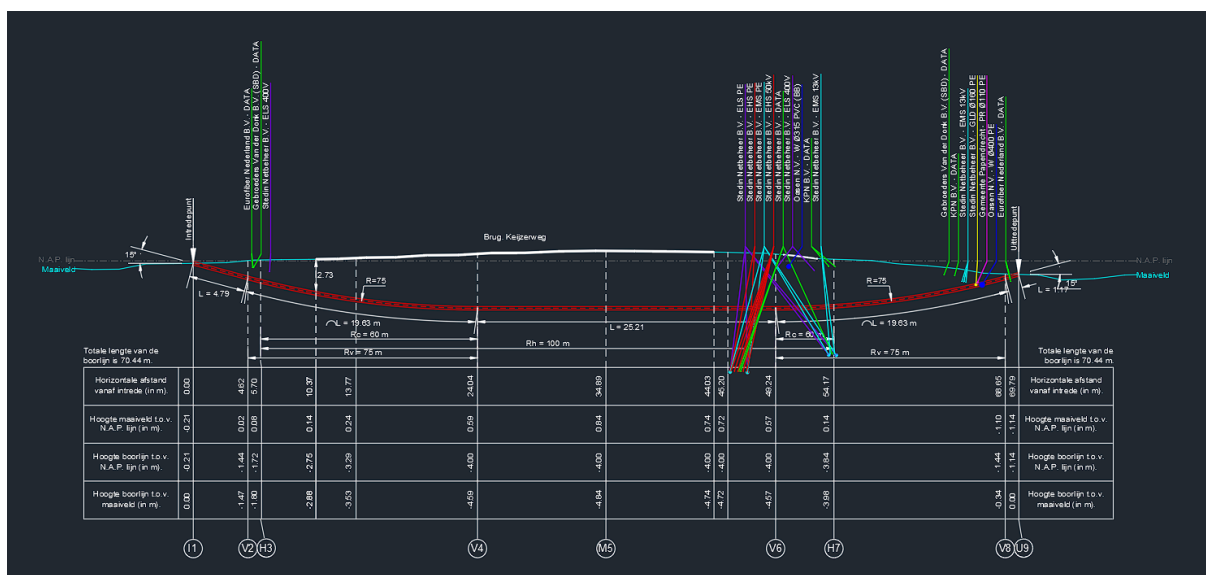 Eurofiber Nederland B.V. - DATA
Gebroeders Van der Donk B.V. (SBD) - DATA
Stedin Netbeheer B.V. - ELS 400V
Stedin Netbeheer B.V. - ELS PE
Stedin Netbeheer B.V. - EHS PE
Stedin Netbeheer B.V. - EMS PE
Stedin Netbeheer B.V. - EHS 50kV
Stedin Netbeheer B.V. - DATA
Stedin Netbeheer B.V. - ELS 400V
Oasen N.V. - W Ø315 PVC (BB)
KPN B.V. - DATA
Stedin Netbeheer B.V. - EMS 13kV
Gebroeders Van der Donk B.V. (SBD) - DATA
KPN B.V. - DATA
Stedin Netbeheer B.V. - EMS 13kV
Stedin Netbeheer B.V. - GLD Ø160 PE
Gemeente Papendrecht - PR Ø110 PE
Oasen N.V. - W Ø400 PE
Eurofiber Nederland B.V. - DATA
Intredepunt
Uittredepunt
Brug. Keijzerweg
15°
N.A.P. lijn
Maaiveld
N.A.P. lijn
Maaiveld
2.73
R=75
R=75
15°
L = 4.79
L = 1.17
L = 19.63 m
L = 25.21
L = 19.63 m
Rc = 60 m
Rc = 60 m
Rh = 100 m
Rv = 75 m
Rv = 75 m
Totale lengte van de
boorlijn is 70.44 m.
Totale lengte van de
boorlijn is 70.44 m.
Horizontale afstand
vanaf intrede (in m).
0.00 4.62 5.70 10.37 13.77 24.04 34.89 44.03 45.20 49.24 54.17 68.65 69.79
Horizontale afstand
vanaf intrede (in m).
Hoogte maaiveld t.o.v.
N.A.P. lijn (in m).
-0.21 0.02 0.08 0.14 0.24 0.59 0.84 0.74 0.72 0.57 0.14 -1.10 -1.14
Hoogte maaiveld t.o.v.
N.A.P. lijn (in m).
Hoogte boorlijn t.o.v.
N.A.P. lijn (in m).
-0.21 -1.44 -1.72 -2.75 -3.29 -4.00 -4.00 -4.00 -4.00 -4.00 -3.84 -1.44 -1.14
Hoogte boorlijn t.o.v.
N.A.P. lijn (in m).
Hoogte boorlijn t.o.v.
maaiveld (in m).
0.00 -1.47 -1.80 -2.88 -3.53 -4.59 -4.84 -4.74 -4.72 -4.57 -3.98 -0.34 0.00
Hoogte boorlijn t.o.v.
maaiveld (in m).
I1 V2 H3 V4 M5 V6 H7 V8 U9